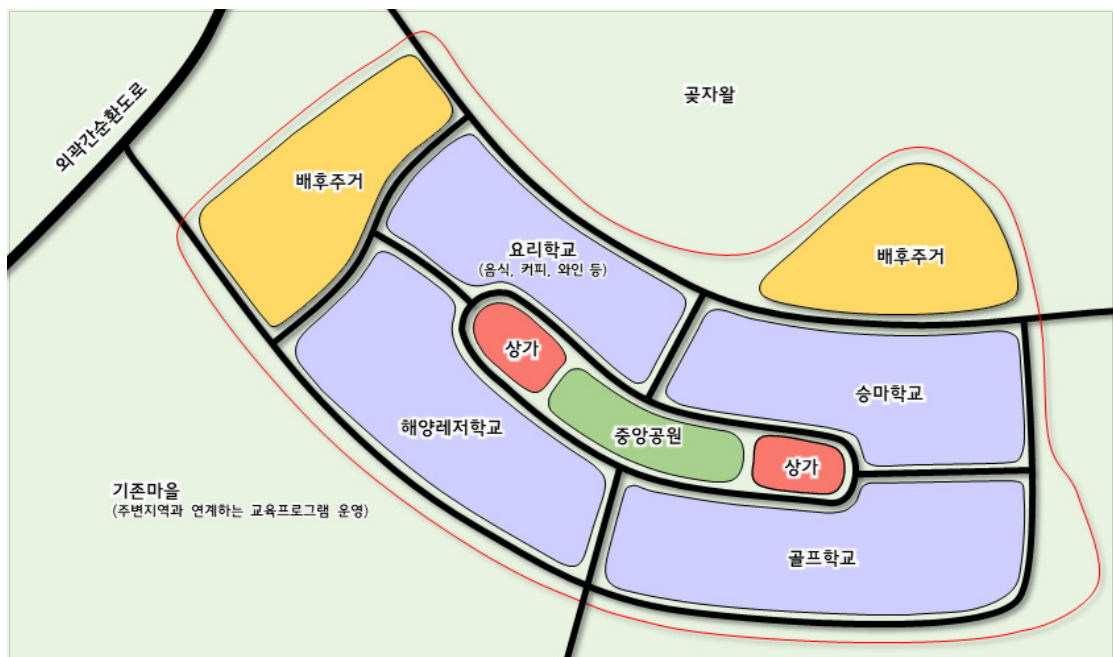 곶자왈
외곽간순환도로
배후주거
배후주거
요리학교
(음식, 커피, 와인 등)
상가
승마학교
해양레저학교
중앙공원
상가
기존마을
(주변지역과 연계하는 교육프로그램 운영)
골프학교